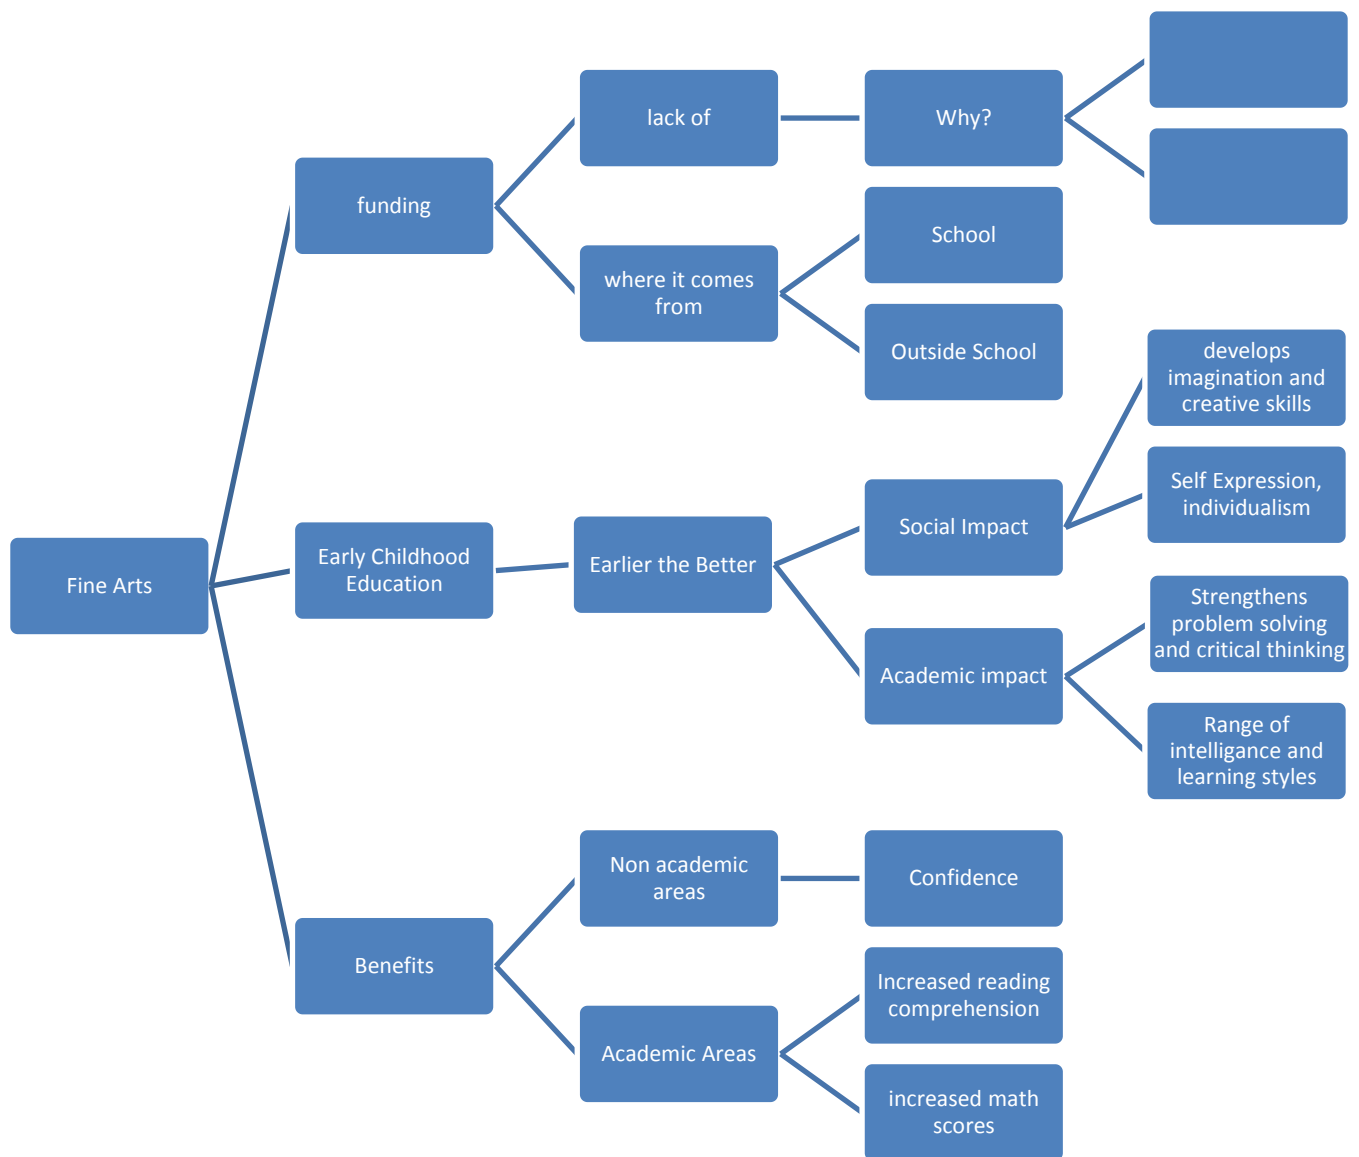 lack of
Why?
funding
School
where it comes
from
Outside School
develops
imagination and
creative skills
Self Expression,
individualism
Social Impact
Early Childhood
Education
Earlier the Better
Fine Arts
Strengthens
problem solving
and critical thinking
Academic impact
Range of
intelligance and
learning styles
Non academic
areas
Confidence
Benefits
Increased reading
comprehension
Academic Areas
increased math
scores